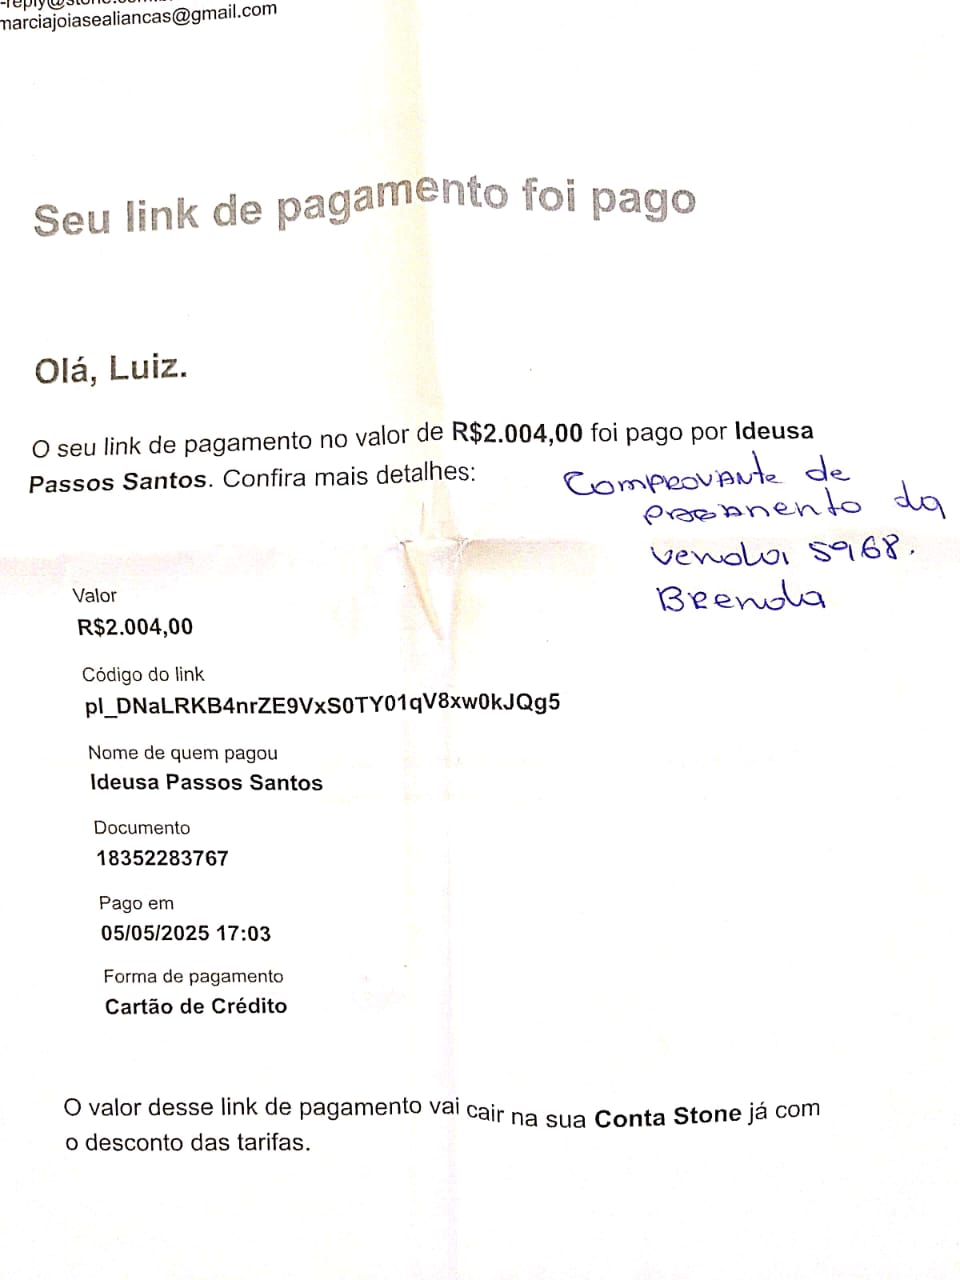 marciajoiasealiancas@gmail.com
Seu link de pagamento foi pago
Olá, Luiz.
O seu link de pagamento no valor de R$2.004,00 foi pago por Ideusa
Passos Santos. Confira mais detalhes:
Comprovante de
pagamento da
venda 5968.
Brenda
Valor
R$2.004,00
Código do link
pl_DNaLRKB4nrZE9VxS0TY01qV8xw0kJQg5
Nome de quem pagou
Ideusa Passos Santos
Documento
18352283767
Pago em
05/05/2025 17:03
Forma de pagamento
Cartão de Crédito
O valor desse link de pagamento vai cair na sua Conta Stone já com
o desconto das tarifas.